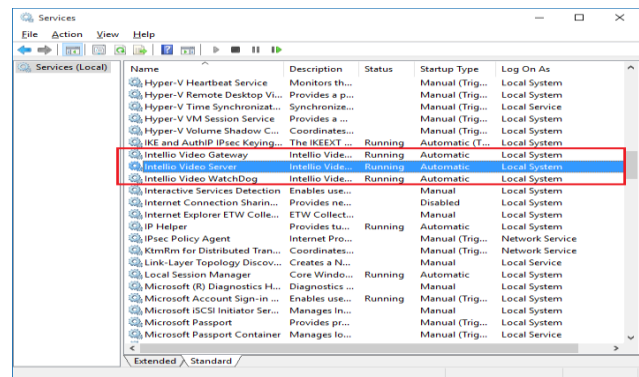 Services
File Action View Help
Services (Local)
Name Description Status Startup Type Log On As
Hyper-V Heartbeat Service Monitors th... Manual (Trig... Local System
Hyper-V Remote Desktop Vi... Provides a p... Manual (Trig... Local System
Hyper-V Time Synchronizat... Synchronize... Manual (Trig... Local Service
Hyper-V VM Session Service Provides a ... Manual (Trig... Local System
Hyper-V Volume Shadow C... Coordinates... Manual (Trig... Local System
IKE and AuthIP IPsec Keying... The IKEEXT ... Running Automatic (T... Local System
Intellio Video Gateway Intellio Vide... Running Automatic Local System
Intellio Video Server Intellio Vide... Running Automatic Local System
Intellio Video WatchDog Intellio Vide... Running Automatic Local System
Interactive Services Detection Enables use... Manual Local System
Internet Connection Sharin... Provides ne... Disabled Local System
Internet Explorer ETW Colle... ETW Collect... Manual Local System
IP Helper Provides tu... Running Automatic Local System
IPsec Policy Agent Internet Pro... Manual (Trig... Network Service
KtmRm for Distributed Tran... Coordinates... Manual (Trig... Network Service
Link-Layer Topology Discov... Creates a N... Manual Local Service
Local Session Manager Core Windo... Running Automatic Local System
Microsoft (R) Diagnostics H... Diagnostics ... Manual Local System
Microsoft Account Sign-in ... Enables use... Running Manual (Trig... Local System
Microsoft iSCSI Initiator Ser... Manages In... Manual Local System
Microsoft Passport Provides pr... Manual (Trig... Local System
Microsoft Passport Container Manages lo... Manual (Trig... Local Service
Extended Standard